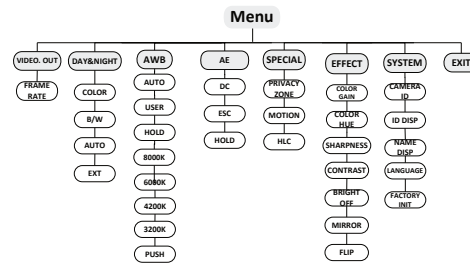 Menu
VIDEO. OUT
FRAME
RATE
DAY&NIGHT
COLOR
B/W
AUTO
EXT
AWB
AUTO
USER
HOLD
8000K
6000K
4200K
3200K
PUSH
AE
DC
ESC
HOLD
SPECIAL
PRIVACY
ZONE
MOTION
HLC
EFFECT
COLOR
GAIN
COLOR
HUE
SHARPNESS
CONTRAST
BRIGHT
OFF
MIRROR
FLIP
SYSTEM
CAMERA
ID
ID DISP
NAME
DISP
LANGUAGE
FACTORY
INIT
EXIT